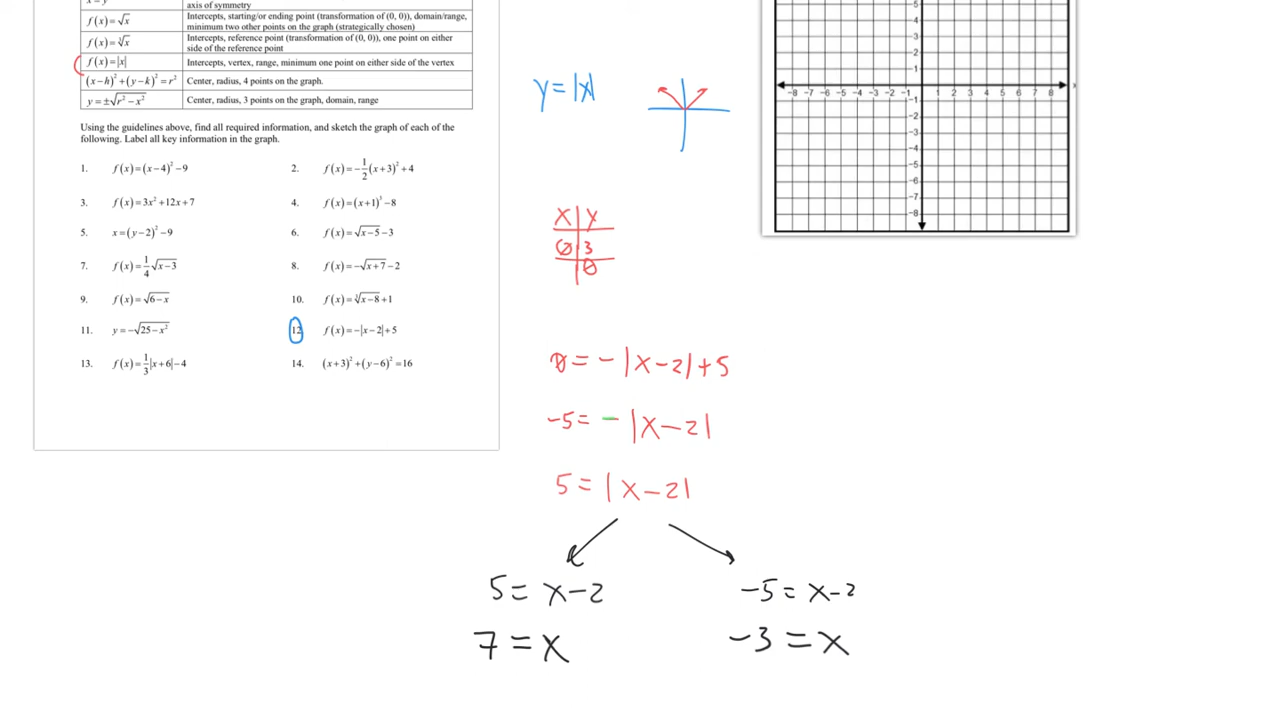 axis of symmetry
f(x)=√x Intercepts, starting/or ending point (transformation of (0, 0)), domain/range, minimum two other points on the graph (strategically chosen)
f(x)=∛x Intercepts, reference point (transformation of (0, 0)), one point on either side of the reference point
f(x)=|x| Intercepts, vertex, range, minimum one point on either side of the vertex
(x−h)²+(y−k)²=r² Center, radius, 4 points on the graph.
y=±√(r²−x²) Center, radius, 3 points on the graph, domain, range
Using the guidelines above, find all required information, and sketch the graph of each of the
following. Label all key information in the graph.
1. f(x)=(x−4)²−9
2. f(x)=−1/2(x+3)²+4
3. f(x)=3x²+12x+7
4. f(x)=(x+1)³−8
5. x=(y−2)²−9
6. f(x)=√(x−5)−3
7. f(x)=1/4√(x−3)
8. f(x)=−√(x+7)−2
9. f(x)=√(6−x)
10. f(x)=∛(x−8)+1
11. y=−√(25−x²)
12 f(x)=−|x−2|+5
13. f(x)=1/3|x+6|−4
14. (x+3)²+(y−6)²=16
y=|x|
x y
0 3
0
0=−|x−2|+5
−5=−|x−2|
5=|x−2|
5=x−2
−5=x−2
7=x
−3=x
5
4
3
2
1
−8 −7 −6 −5 −4 −3 −2 −1 1 2 3 4 5 6 7 8 x
−1
−2
−3
−4
−5
−6
−7
−8